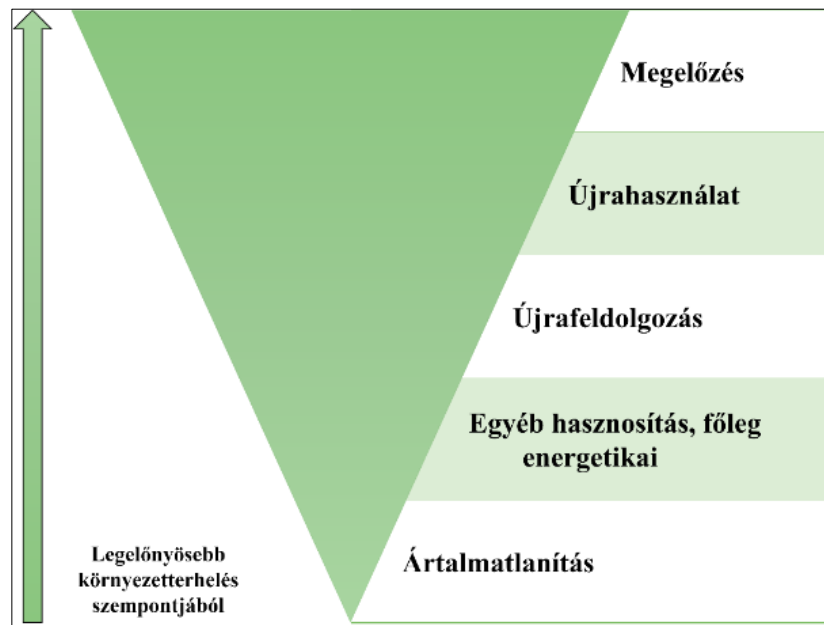 Megelőzés
Újrahasználat
Újrafeldolgozás
Egyéb hasznosítás, főleg
energetikai
Ártalmatlanítás
Legelőnyösebb
környezetterhelés
szempontjából